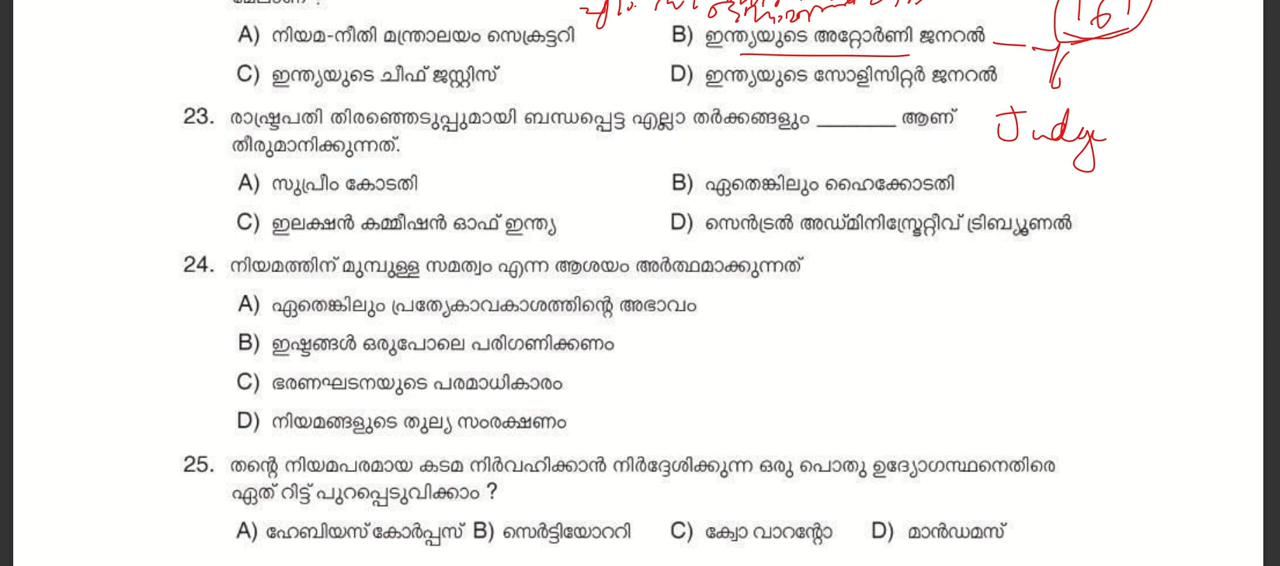 A) നിയമ-നീതി മന്ത്രാലയം സെക്രട്ടറി B) ഇന്ത്യയുടെ അറ്റോർണി ജനറൽ
C) ഇന്ത്യയുടെ ചീഫ് ജസ്റ്റിസ് D) ഇന്ത്യയുടെ സോളിസിറ്റർ ജനറൽ
23. രാഷ്ട്രപതി തിരഞ്ഞെടുപ്പുമായി ബന്ധപ്പെട്ട എല്ലാ തർക്കങ്ങളും ________ ആണ് Judge
തീരുമാനിക്കുന്നത്.
A) സുപ്രീം കോടതി B) ഏതെങ്കിലും ഹൈക്കോടതി
C) ഇലക്ഷൻ കമ്മീഷൻ ഓഫ് ഇന്ത്യ D) സെൻട്രൽ അഡ്മിനിസ്ട്രേറ്റീവ് ട്രിബ്യൂണൽ
24. നിയമത്തിന് മുമ്പുള്ള സമത്വം എന്ന ആശയം അർത്ഥമാക്കുന്നത്
A) ഏതെങ്കിലും പ്രത്യേകാവകാശത്തിന്റെ അഭാവം
B) ഇഷ്ടങ്ങൾ ഒരുപോലെ പരിഗണിക്കണം
C) ഭരണഘടനയുടെ പരമാധികാരം
D) നിയമങ്ങളുടെ തുല്യ സംരക്ഷണം
25. തന്റെ നിയമപരമായ കടമ നിർവഹിക്കാൻ നിർദ്ദേശിക്കുന്ന ഒരു പൊതു ഉദ്യോഗസ്ഥനെതിരെ
ഏത് റിട്ട് പുറപ്പെടുവിക്കാം ?
A) ഹേബിയസ് കോർപ്പസ് B) സെർട്ടിയോററി C) ക്വോ വാറന്റോ D) മാൻഡമസ്